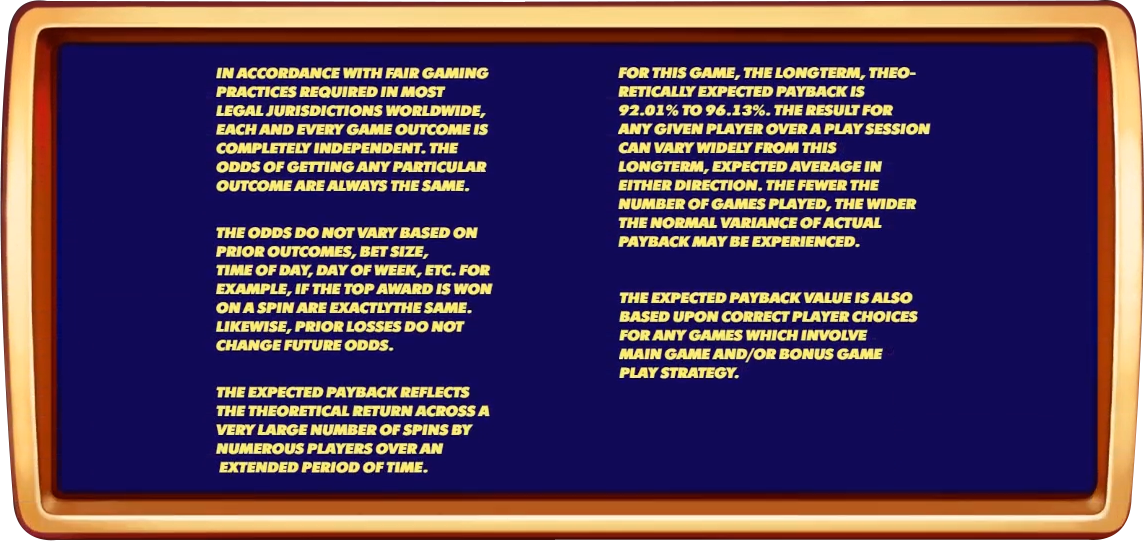 IN ACCORDANCE WITH FAIR GAMING
PRACTICES REQUIRED IN MOST
LEGAL JURISDICTIONS WORLDWIDE,
EACH AND EVERY GAME OUTCOME IS
COMPLETELY INDEPENDENT. THE
ODDS OF GETTING ANY PARTICULAR
OUTCOME ARE ALWAYS THE SAME.
THE ODDS DO NOT VARY BASED ON
PRIOR OUTCOMES, BET SIZE,
TIME OF DAY, DAY OF WEEK, ETC. FOR
EXAMPLE, IF THE TOP AWARD IS WON
ON A SPIN ARE EXACTLYTHE SAME.
LIKEWISE, PRIOR LOSSES DO NOT
CHANGE FUTURE ODDS.
THE EXPECTED PAYBACK REFLECTS
THE THEORETICAL RETURN ACROSS A
VERY LARGE NUMBER OF SPINS BY
NUMEROUS PLAYERS OVER AN
EXTENDED PERIOD OF TIME.
FOR THIS GAME, THE LONGTERM, THEO-
RETICALLY EXPECTED PAYBACK IS
92.01% TO 96.13%. THE RESULT FOR
ANY GIVEN PLAYER OVER A PLAY SESSION
CAN VARY WIDELY FROM THIS
LONGTERM, EXPECTED AVERAGE IN
EITHER DIRECTION. THE FEWER THE
NUMBER OF GAMES PLAYED, THE WIDER
THE NORMAL VARIANCE OF ACTUAL
PAYBACK MAY BE EXPERIENCED.
THE EXPECTED PAYBACK VALUE IS ALSO
BASED UPON CORRECT PLAYER CHOICES
FOR ANY GAMES WHICH INVOLVE
MAIN GAME AND/OR BONUS GAME
PLAY STRATEGY.